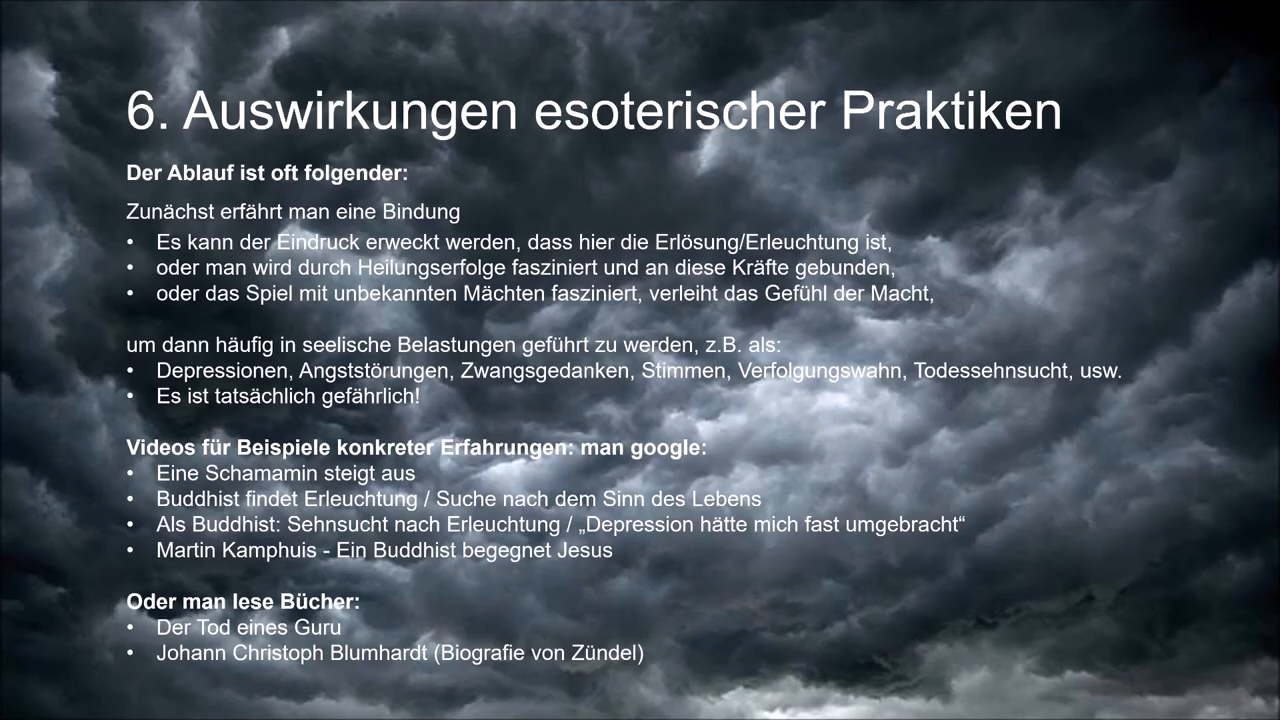 6. Auswirkungen esoterischer Praktiken
Der Ablauf ist oft folgender:
Zunächst erfährt man eine Bindung
• Es kann der Eindruck erweckt werden, dass hier die Erlösung/Erleuchtung ist,
• oder man wird durch Heilungserfolge fasziniert und an diese Kräfte gebunden,
• oder das Spiel mit unbekannten Mächten fasziniert, verleiht das Gefühl der Macht,
um dann häufig in seelische Belastungen geführt zu werden, z.B. als:
• Depressionen, Angststörungen, Zwangsgedanken, Stimmen, Verfolgungswahn, Todessehnsucht, usw.
• Es ist tatsächlich gefährlich!
Videos für Beispiele konkreter Erfahrungen: man google:
• Eine Schamamin steigt aus
• Buddhist findet Erleuchtung / Suche nach dem Sinn des Lebens
• Als Buddhist: Sehnsucht nach Erleuchtung / „Depression hätte mich fast umgebracht“
• Martin Kamphuis - Ein Buddhist begegnet Jesus
Oder man lese Bücher:
• Der Tod eines Guru
• Johann Christoph Blumhardt (Biografie von Zündel)